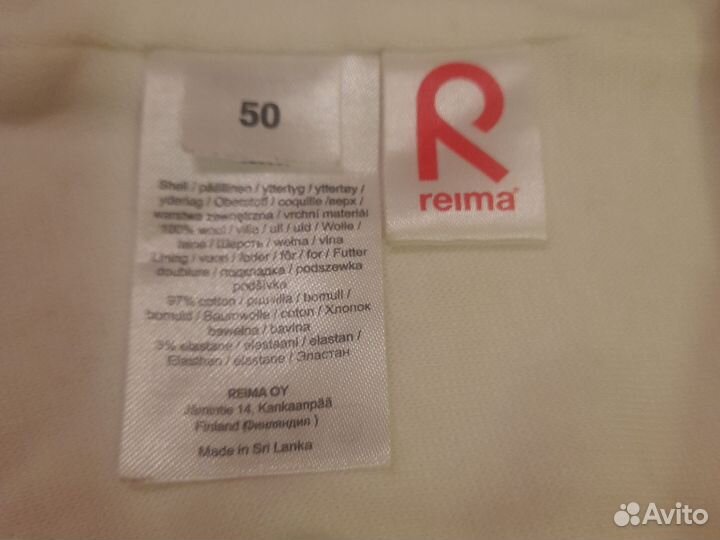 50
Shell / päällinen / yttertyg / yttertøy /
yderlag / Oberstoff / coquille / верх /
warstwa zewnętrzna / vrchní materiál
100% wool / villa / ull / uld / Wolle /
laine / Шерсть / wełna / vlna
Lining / vuori / foder / fôr / for / Futter
doublure / подкладка / podszewka
podšívka
97% cotton / puuvilla / bomull /
bomuld / Baumwolle / coton / Хлопок
bawełna / bavlna
3% elastane / elastaani / elastan /
Elasthan / elastane / Эластан
REIMA OY
Jämintie 14, Kankaanpää
Finland (Финляндия )
Made in Sri Lanka
R
reima
Avito